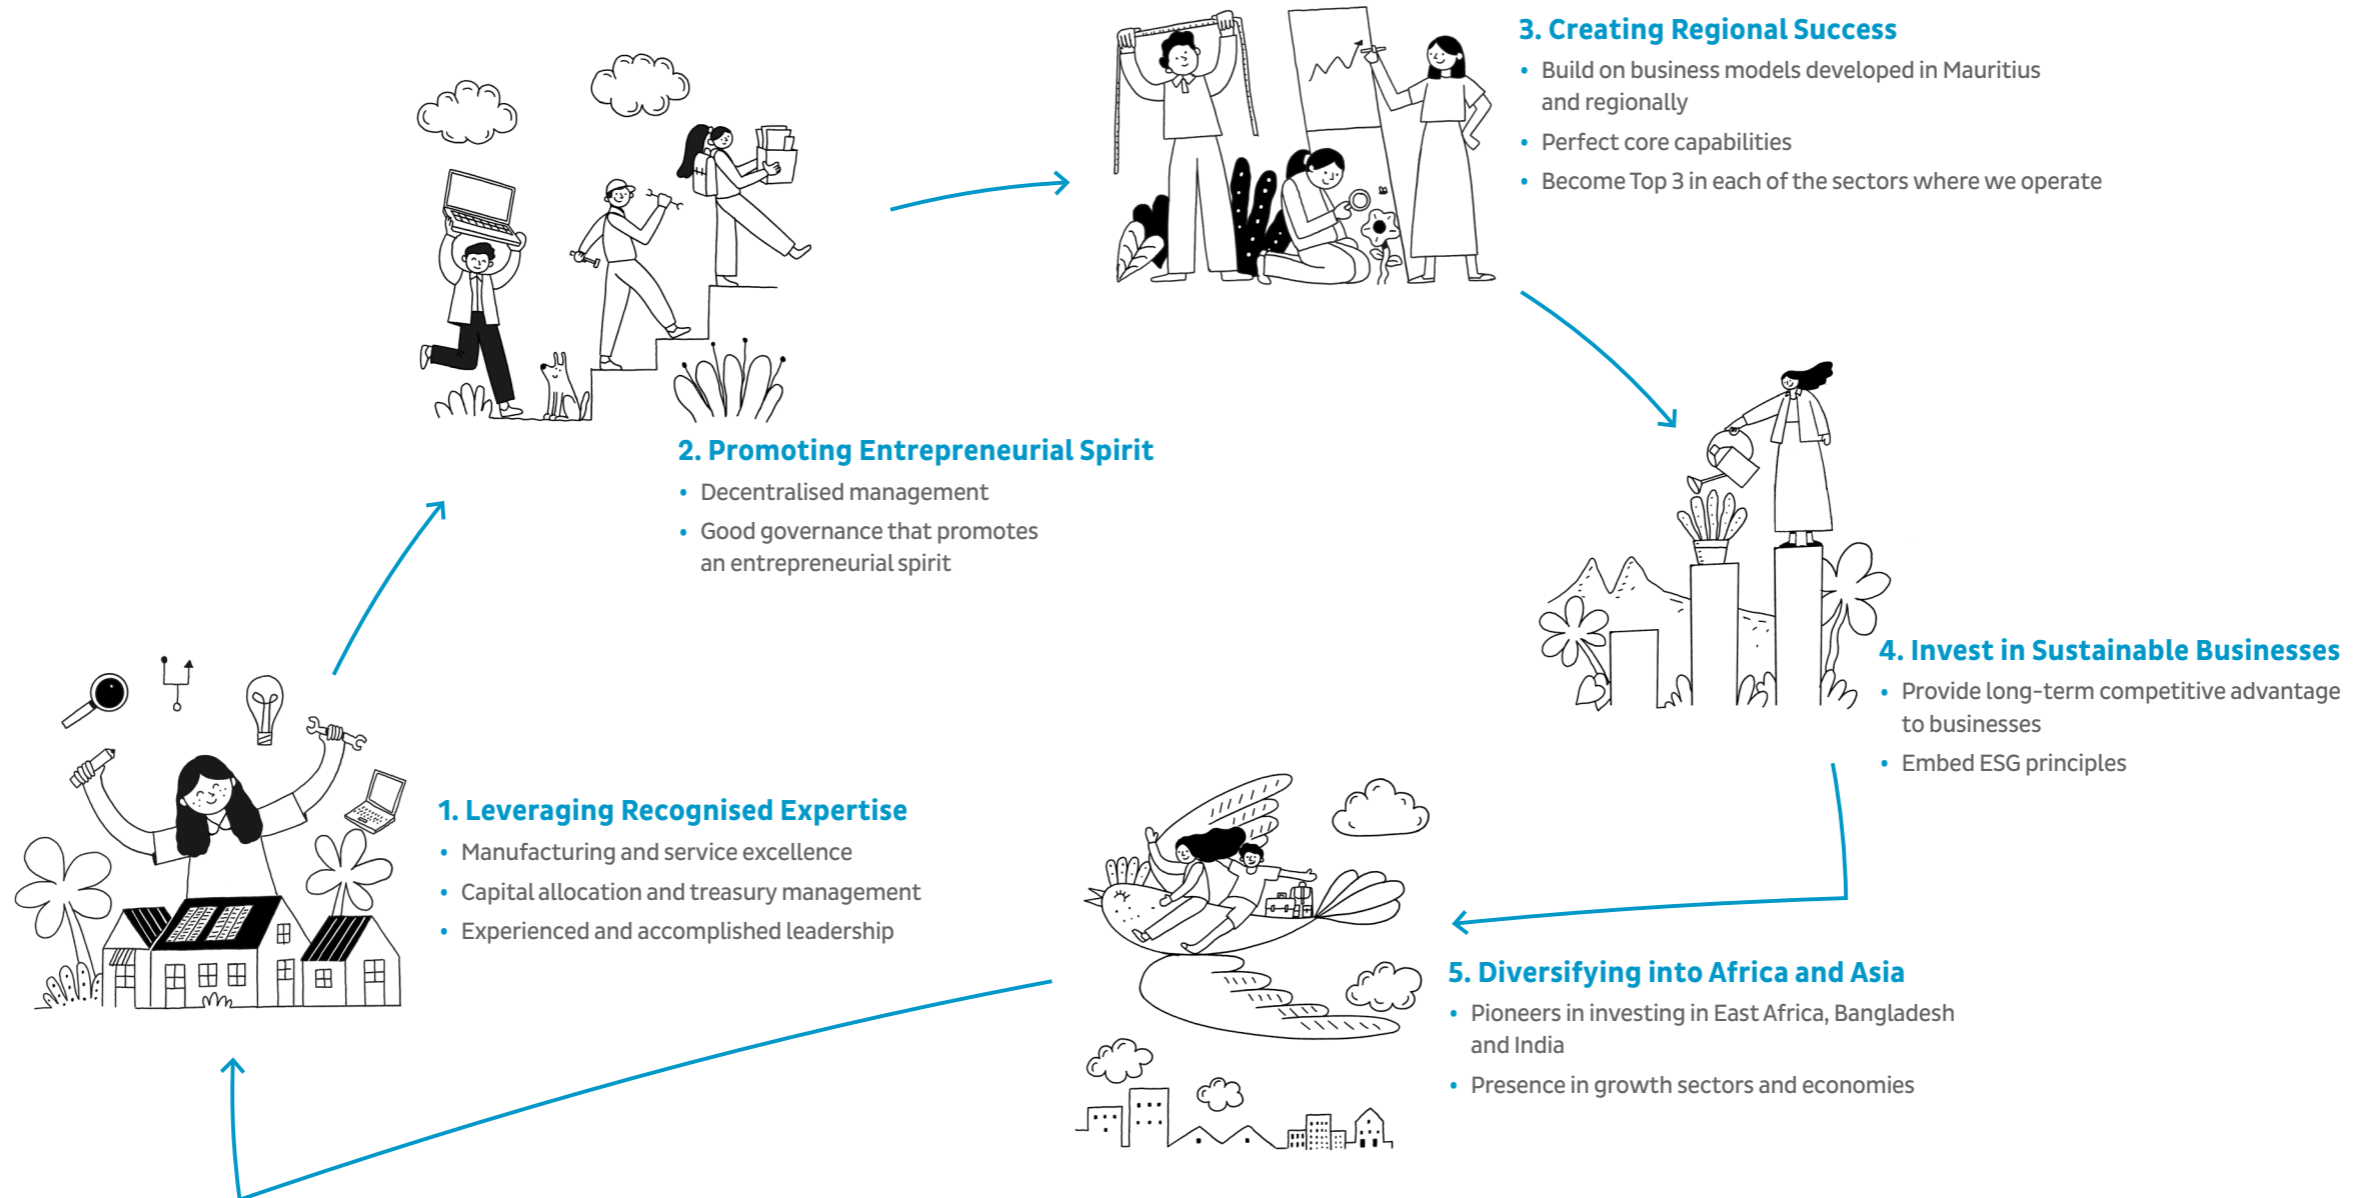 1. Leveraging Recognised Expertise
• Manufacturing and service excellence
• Capital allocation and treasury management
• Experienced and accomplished leadership
2. Promoting Entrepreneurial Spirit
• Decentralised management
• Good governance that promotes
an entrepreneurial spirit
3. Creating Regional Success
• Build on business models developed in Mauritius
and regionally
• Perfect core capabilities
• Become Top 3 in each of the sectors where we operate
4. Invest in Sustainable Businesses
• Provide long-term competitive advantage
to businesses
• Embed ESG principles
5. Diversifying into Africa and Asia
• Pioneers in investing in East Africa, Bangladesh
and India
• Presence in growth sectors and economies